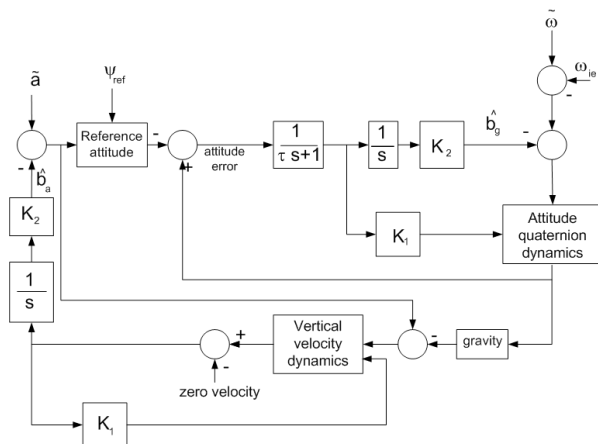 ω̃
ã
ψref
ωie
-
Reference
attitude
-
+
attitude
error
1
τ s+1
1
s
K2
b̂g
-
-
b̂a
K2
K1
Attitude
quaternion
dynamics
1
s
+
-
zero velocity
Vertical
velocity
dynamics
-
gravity
K1